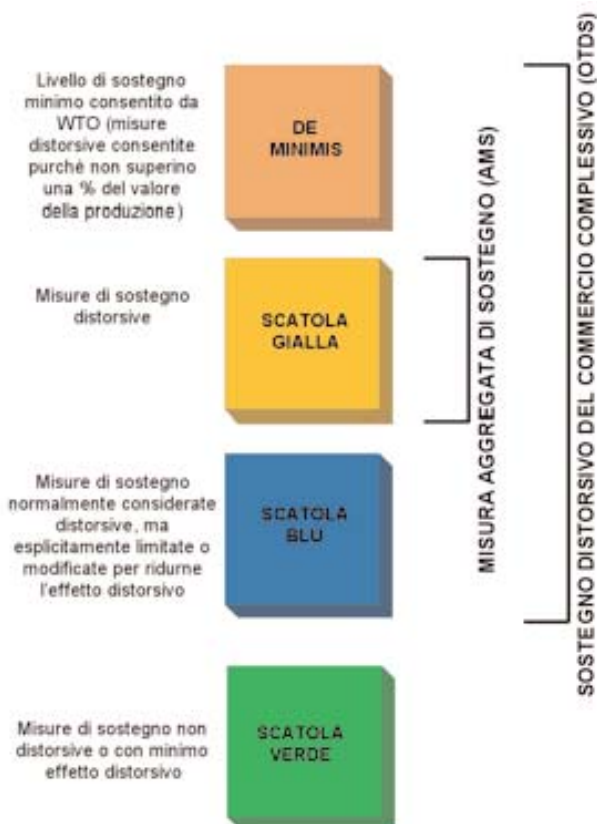 Livello di sostegno
minimo consentito da
WTO (misure
distorsive consentite
purchè non superino
una % del valore
della produzione)
DE
MINIMIS
Misure di sostegno
distorsive
SCATOLA
GIALLA
Misure di sostegno
normalmente considerate
distorsive, ma
esplicitamente limitate o
modificate per ridurne
l'effetto distorsivo
SCATOLA
BLU
Misure di sostegno non
distorsive o con minimo
effetto distorsivo
SCATOLA
VERDE
MISURA AGGREGATA DI SOSTEGNO (AMS)
SOSTEGNO DISTORSIVO DEL COMMERCIO COMPLESSIVO (OTDS)